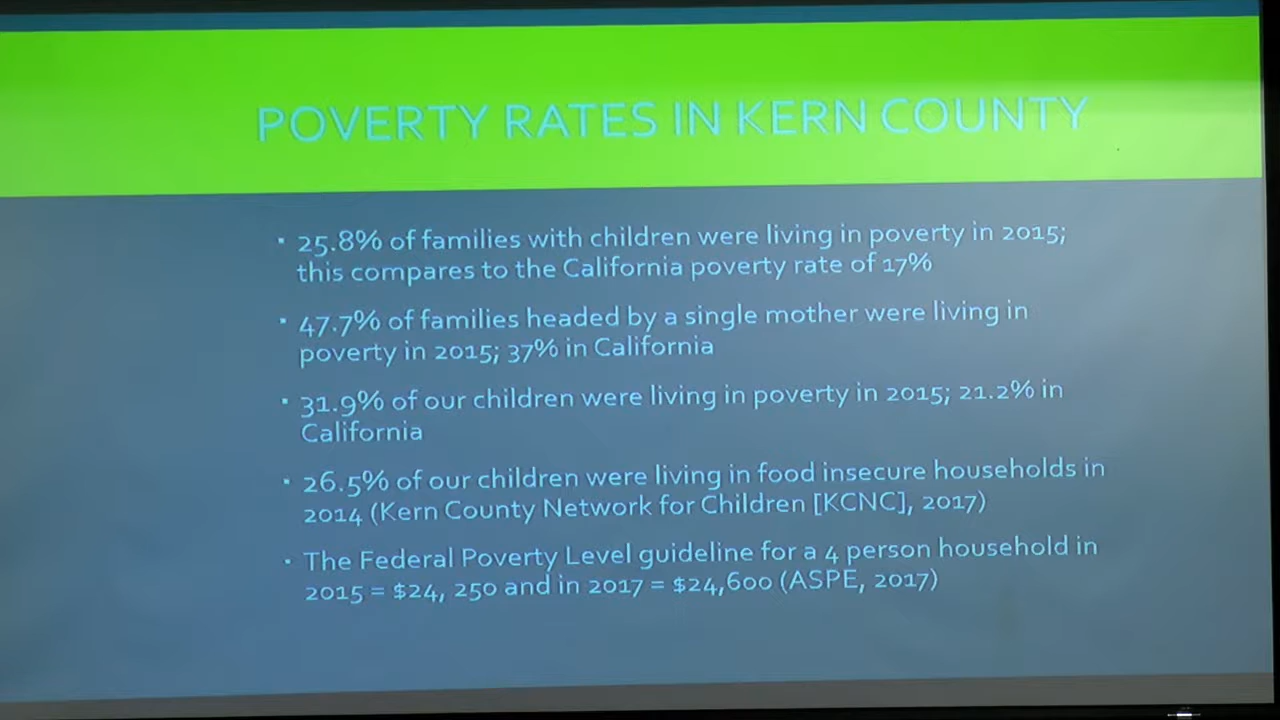 POVERTY RATES IN KERN COUNTY
▪ 25.8% of families with children were living in poverty in 2015;
this compares to the California poverty rate of 17%
▪ 47.7% of families headed by a single mother were living in
poverty in 2015; 37% in California
▪ 31.9% of our children were living in poverty in 2015; 21.2% in
California
▪ 26.5% of our children were living in food insecure households in
2014 (Kern County Network for Children [KCNC], 2017)
▪ The Federal Poverty Level guideline for a 4 person household in
2015 = $24, 250 and in 2017 = $24,600 (ASPE, 2017)